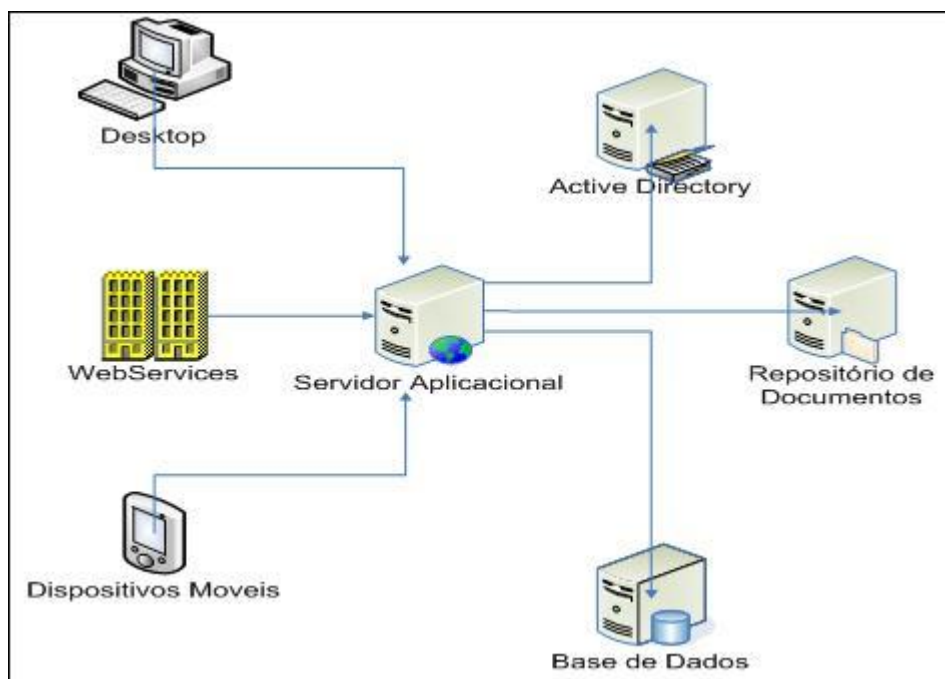 Desktop
Active Directory
WebServices
Servidor Aplicacional
Repositório de
Documentos
Dispositivos Moveis
Base de Dados